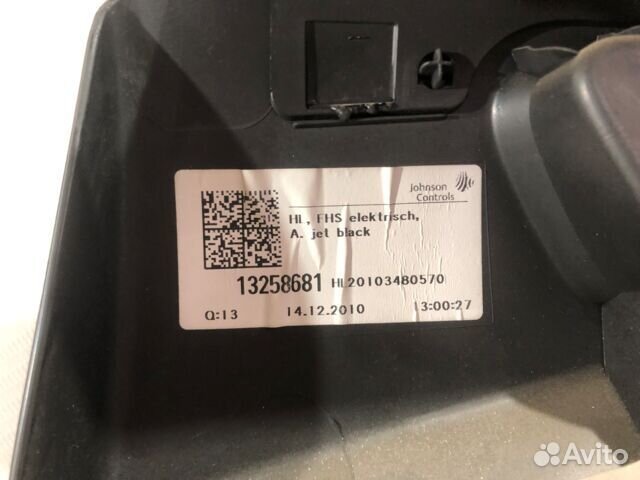 Johnson
Controls
HL, FHS elektrisch,
A. jet black
13258681 HL20103480570
Q:13 14.12.2010 13:00:27
Avito